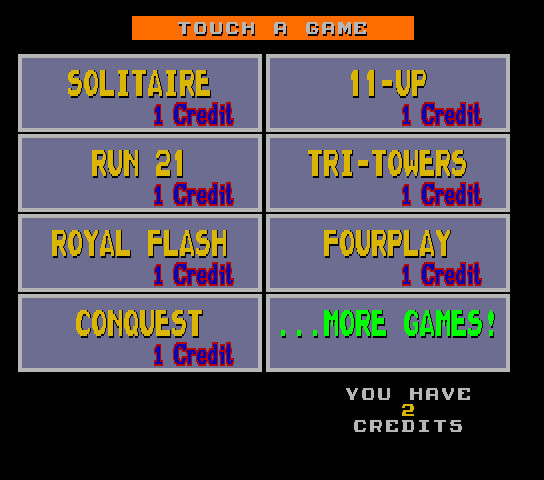 TOUCH A GAME
SOLITAIRE
1 Credit
11-UP
1 Credit
RUN 21
1 Credit
TRI-TOWERS
1 Credit
ROYAL FLASH
1 Credit
FOURPLAY
1 Credit
CONQUEST
1 Credit
...MORE GAMES!
YOU HAVE
2
CREDITS